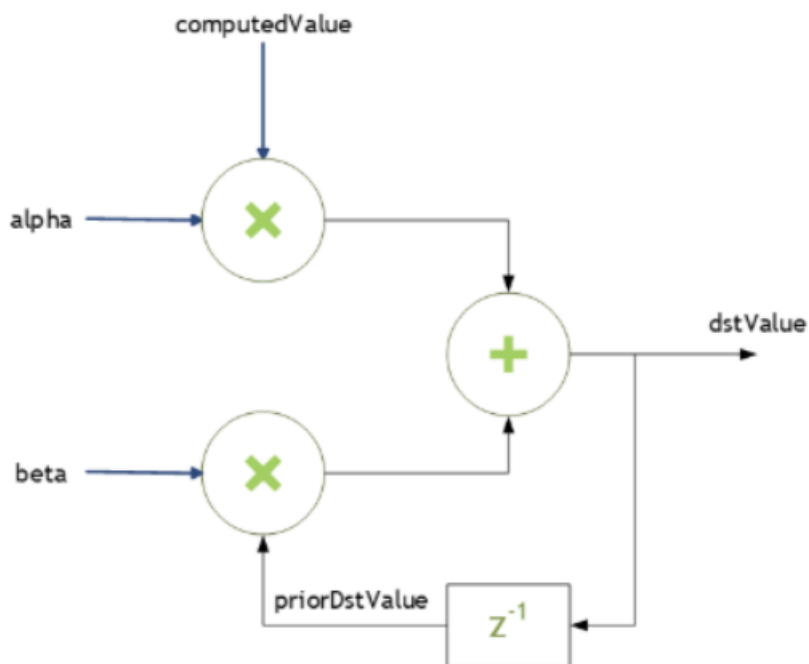 computedValue
alpha
×
+
dstValue
beta
×
priorDstValue
z⁻¹